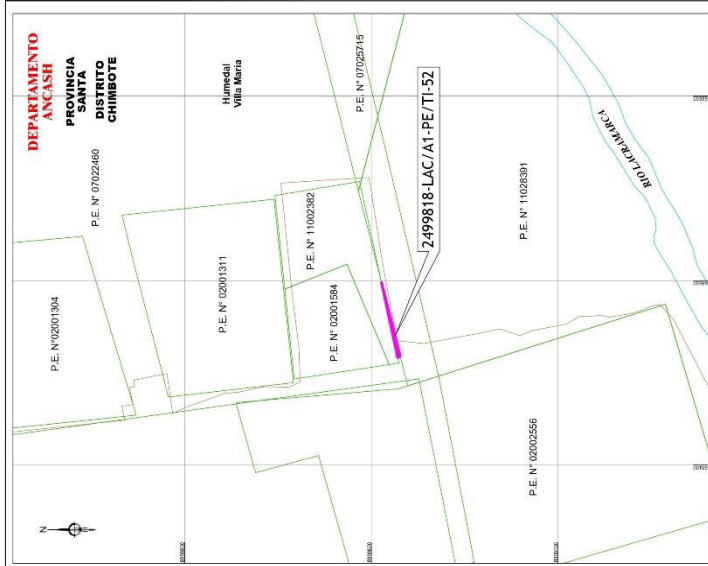 DEPARTAMENTO
ANCASH
PROVINCIA
SANTA
DISTRITO
CHIMBOTE
Humedal
Villa María
P.E. N° 07025715
P.E. N° 07022460
P.E. N°02001304
P.E. N° 02001311
P.E. N° 11002382
P.E. N° 02001584
2499818-LAC/A1-PE/TI-52
P.E. N° 11028391
RIO LACRAMARCA
P.E. N° 02002556
N